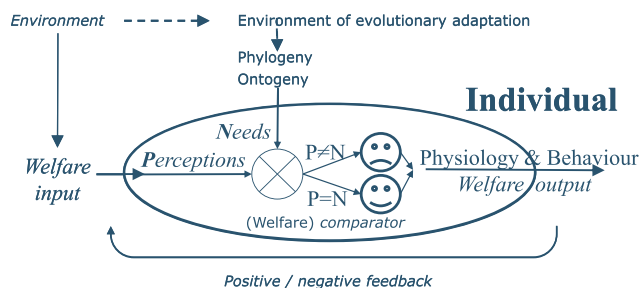 Environment
Environment of evolutionary adaptation
Phylogeny
Ontogeny
Individual
Needs
Welfare
input
Perceptions
P≠N
P=N
Physiology & Behaviour
Welfare output
(Welfare) comparator
Positive / negative feedback